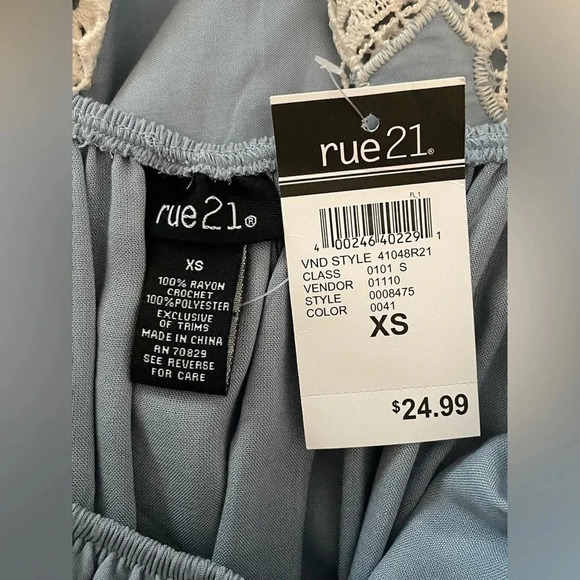 rue21®
XS
100% RAYON
CROCHET
100% POLYESTER
EXCLUSIVE
OF TRIMS
MADE IN CHINA
RN 70829
SEE REVERSE
FOR CARE
rue21®
FL 1
4 00246 40229 1
VND STYLE 41048R21
CLASS 0101 S
VENDOR 01110
STYLE 0008475
COLOR 0041
XS
$24.99